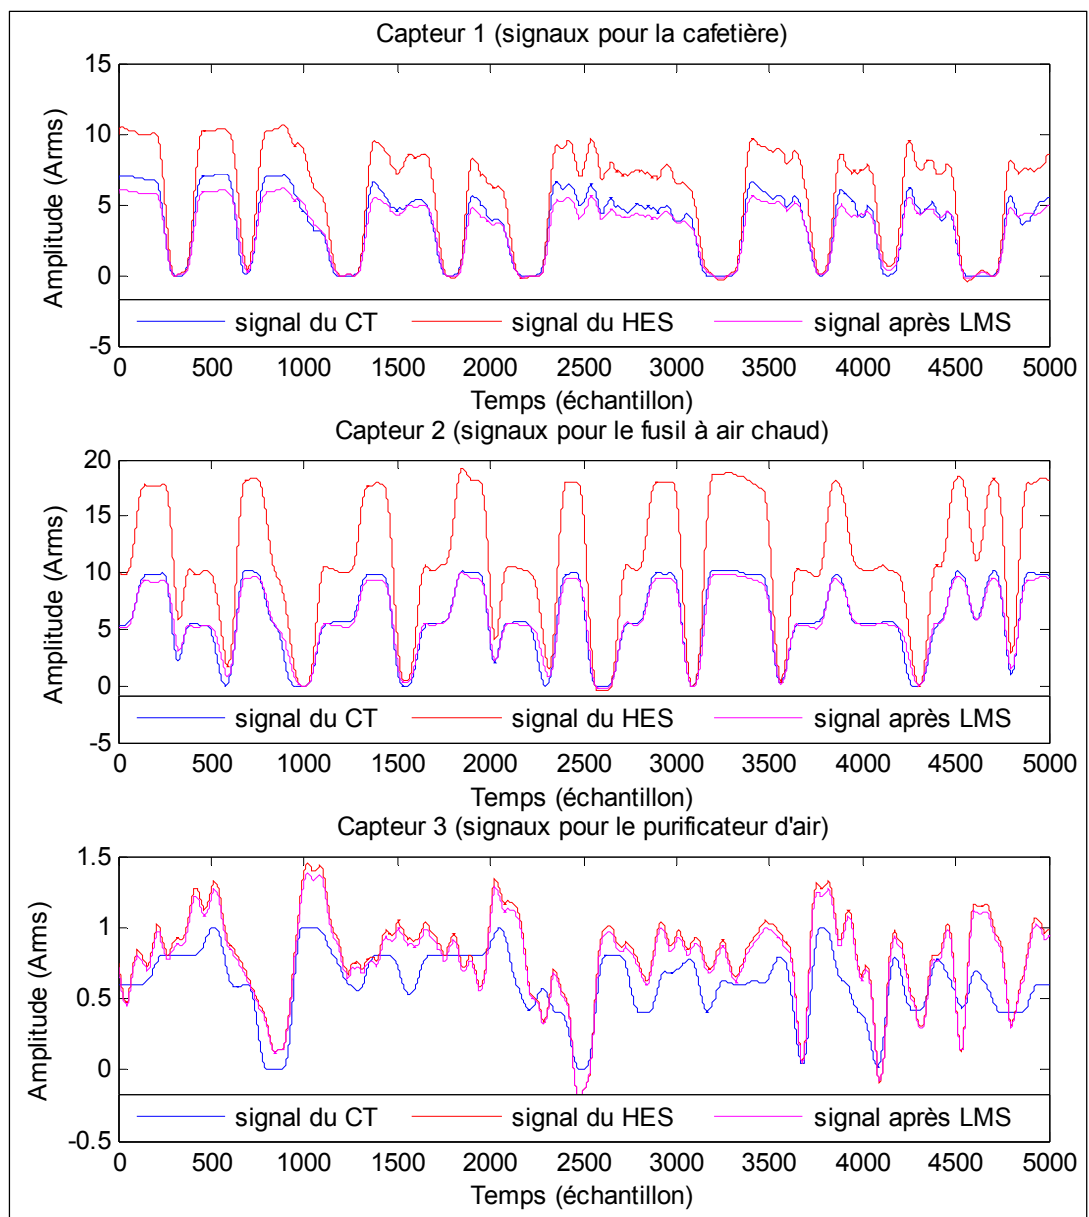 Capteur 1 (signaux pour la cafetière)
15
10
5
0
-5
Amplitude (Arms)
signal du CT signal du HES signal après LMS
0 500 1000 1500 2000 2500 3000 3500 4000 4500 5000
Temps (échantillon)
Capteur 2 (signaux pour le fusil à air chaud)
20
15
10
5
0
-5
Amplitude (Arms)
signal du CT signal du HES signal après LMS
0 500 1000 1500 2000 2500 3000 3500 4000 4500 5000
Temps (échantillon)
Capteur 3 (signaux pour le purificateur d'air)
1.5
1
0.5
0
-0.5
Amplitude (Arms)
signal du CT signal du HES signal après LMS
0 500 1000 1500 2000 2500 3000 3500 4000 4500 5000
Temps (échantillon)